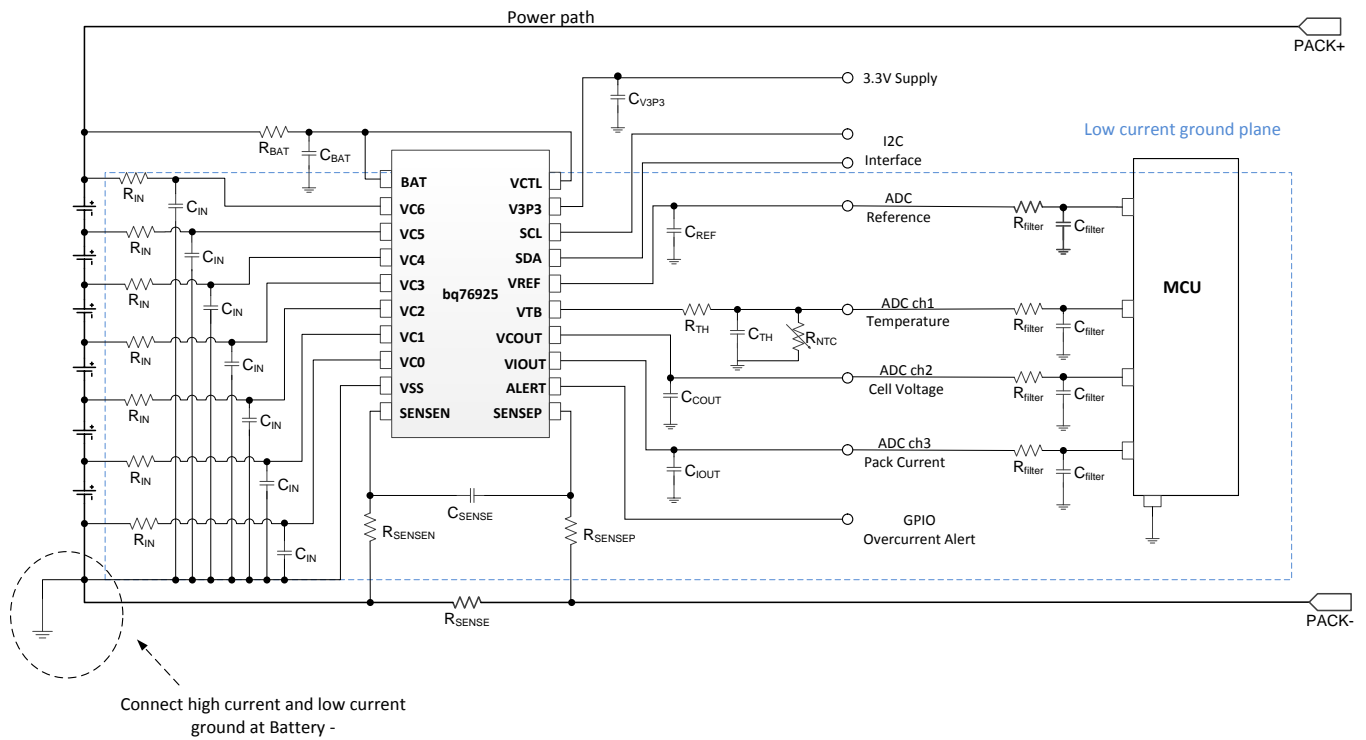 Power path
PACK+
3.3V Supply
CV3P3
I2C
Interface
Low current ground plane
RBAT
CBAT
ADC
Reference
CREF
Rfilter
Cfilter
RIN
CIN
RIN
CIN
RIN
CIN
RIN
CIN
RIN
CIN
RIN
CIN
RIN
CIN
BAT
VC6
VC5
VC4
VC3
VC2
VC1
VC0
VSS
SENSEN
bq76925
VCTL
V3P3
SCL
SDA
VREF
VTB
VCOUT
VIOUT
ALERT
SENSEP
MCU
RTH
CTH
RNTC
ADC ch1
Temperature
Rfilter
Cfilter
CCOUT
ADC ch2
Cell Voltage
Rfilter
Cfilter
CIOUT
ADC ch3
Pack Current
Rfilter
Cfilter
GPIO
Overcurrent Alert
CSENSE
RSENSEN
RSENSEP
RSENSE
PACK-
Connect high current and low current
ground at Battery -